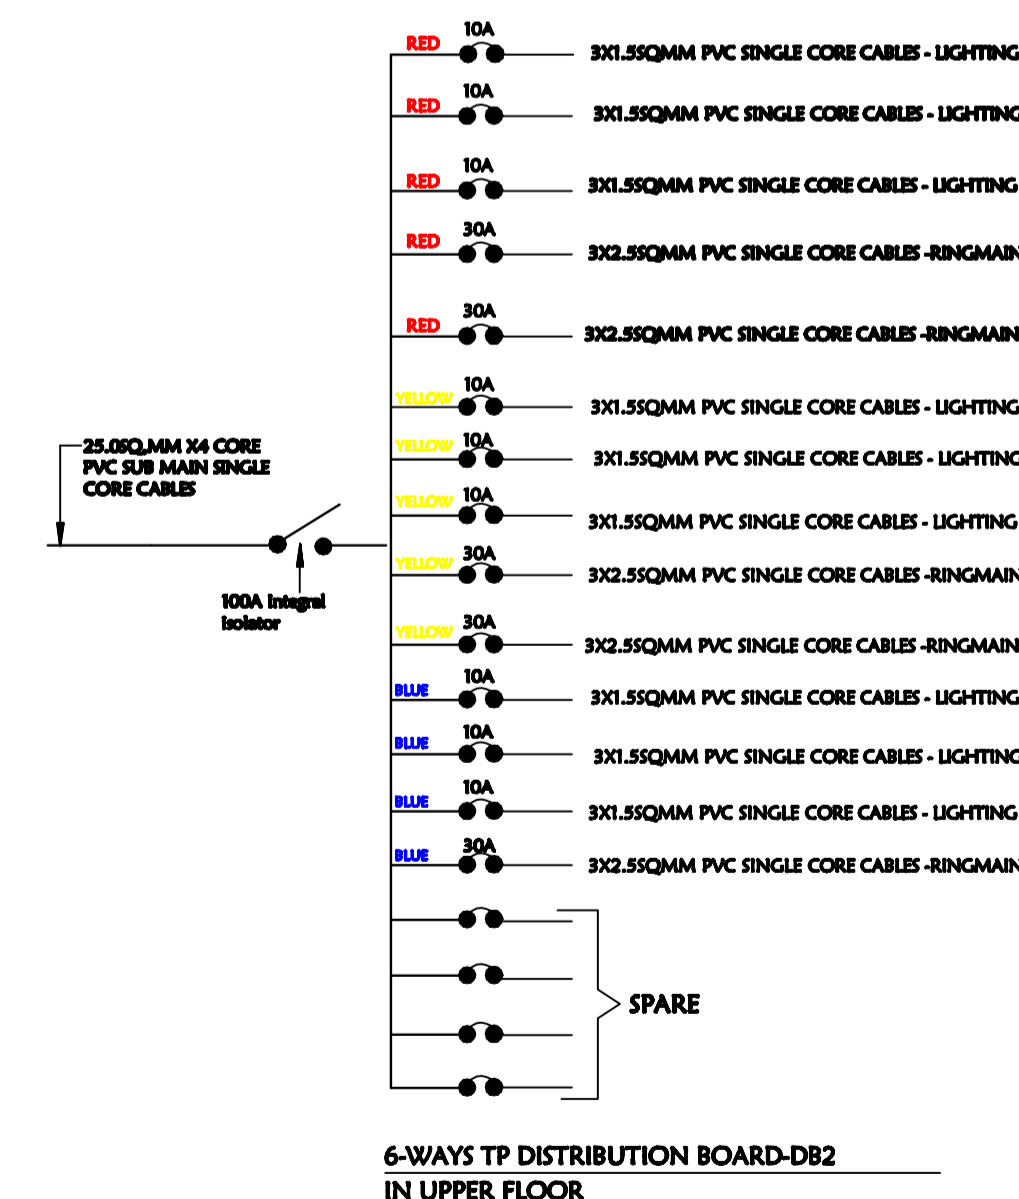 10A
RED
3X1.5SQMM PVC SINGLE CORE CABLES - LIGHTING
10A
RED
3X1.5SQMM PVC SINGLE CORE CABLES - LIGHTING
10A
RED
3X1.5SQMM PVC SINGLE CORE CABLES - LIGHTING
30A
RED
3X2.5SQMM PVC SINGLE CORE CABLES -RINGMAIN
30A
RED
3X2.5SQMM PVC SINGLE CORE CABLES -RINGMAIN
10A
YELLOW
3X1.5SQMM PVC SINGLE CORE CABLES - LIGHTING
10A
YELLOW
3X1.5SQMM PVC SINGLE CORE CABLES - LIGHTING
25.0SQ,MM X4 CORE
PVC SUB MAIN SINGLE
CORE CABLES
10A
YELLOW
3X1.5SQMM PVC SINGLE CORE CABLES - LIGHTING
30A
YELLOW
3X2.5SQMM PVC SINGLE CORE CABLES -RINGMAIN
100A Integral
isolator
30A
YELLOW
3X2.5SQMM PVC SINGLE CORE CABLES -RINGMAIN
10A
BLUE
3X1.5SQMM PVC SINGLE CORE CABLES - LIGHTING
10A
BLUE
3X1.5SQMM PVC SINGLE CORE CABLES - LIGHTING
10A
BLUE
3X1.5SQMM PVC SINGLE CORE CABLES - LIGHTING
30A
BLUE
3X2.5SQMM PVC SINGLE CORE CABLES -RINGMAIN
SPARE
6-WAYS TP DISTRIBUTION BOARD-DB2
IN UPPER FLOOR